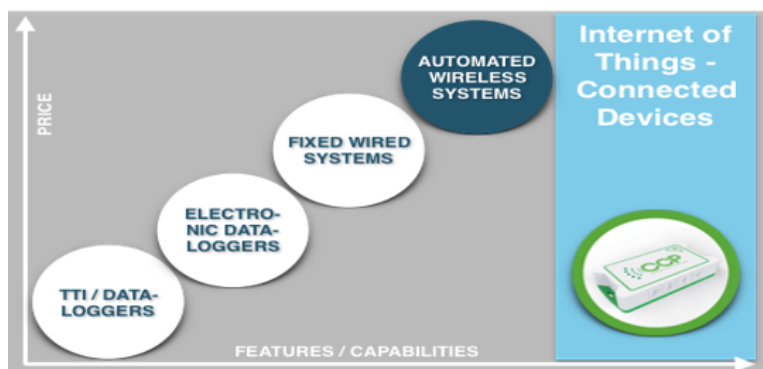 AUTOMATED
WIRELESS
SYSTEMS
Internet of
Things -
Connected
Devices
PRICE
FIXED WIRED
SYSTEMS
ELECTRO-
NIC DATA-
LOGGERS
TTI / DATA-
LOGGERS
CCP
FEATURES / CAPABILITIES